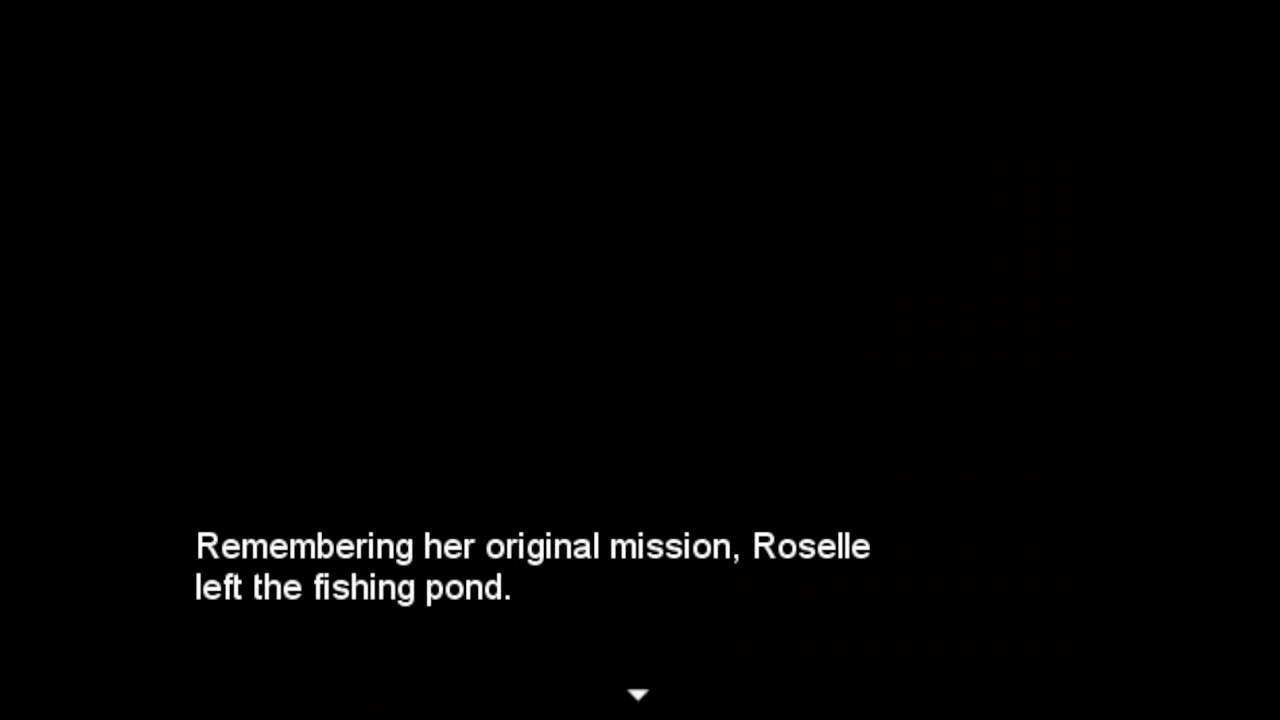 Remembering her original mission, Roselle
left the fishing pond.